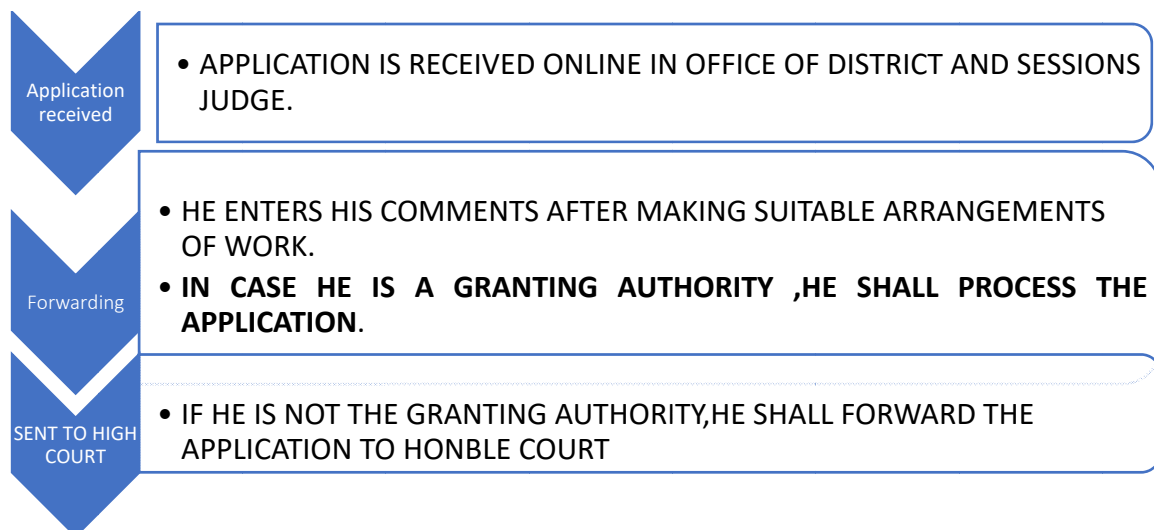 Application
received
• APPLICATION IS RECEIVED ONLINE IN OFFICE OF DISTRICT AND SESSIONS
JUDGE.
Forwarding
• HE ENTERS HIS COMMENTS AFTER MAKING SUITABLE ARRANGEMENTS
OF WORK.
• IN CASE HE IS A GRANTING AUTHORITY ,HE SHALL PROCESS THE
APPLICATION.
SENT TO HIGH
COURT
• IF HE IS NOT THE GRANTING AUTHORITY,HE SHALL FORWARD THE
APPLICATION TO HONBLE COURT